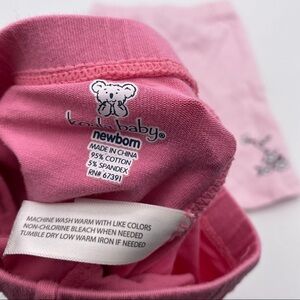 koala baby®
newborn
MADE IN CHINA
95% COTTON
5% SPANDEX
RN# 67391
MACHINE WASH WARM WITH LIKE COLORS
NON-CHLORINE BLEACH WHEN NEEDED
TUMBLE DRY LOW WARM IRON IF NEEDED